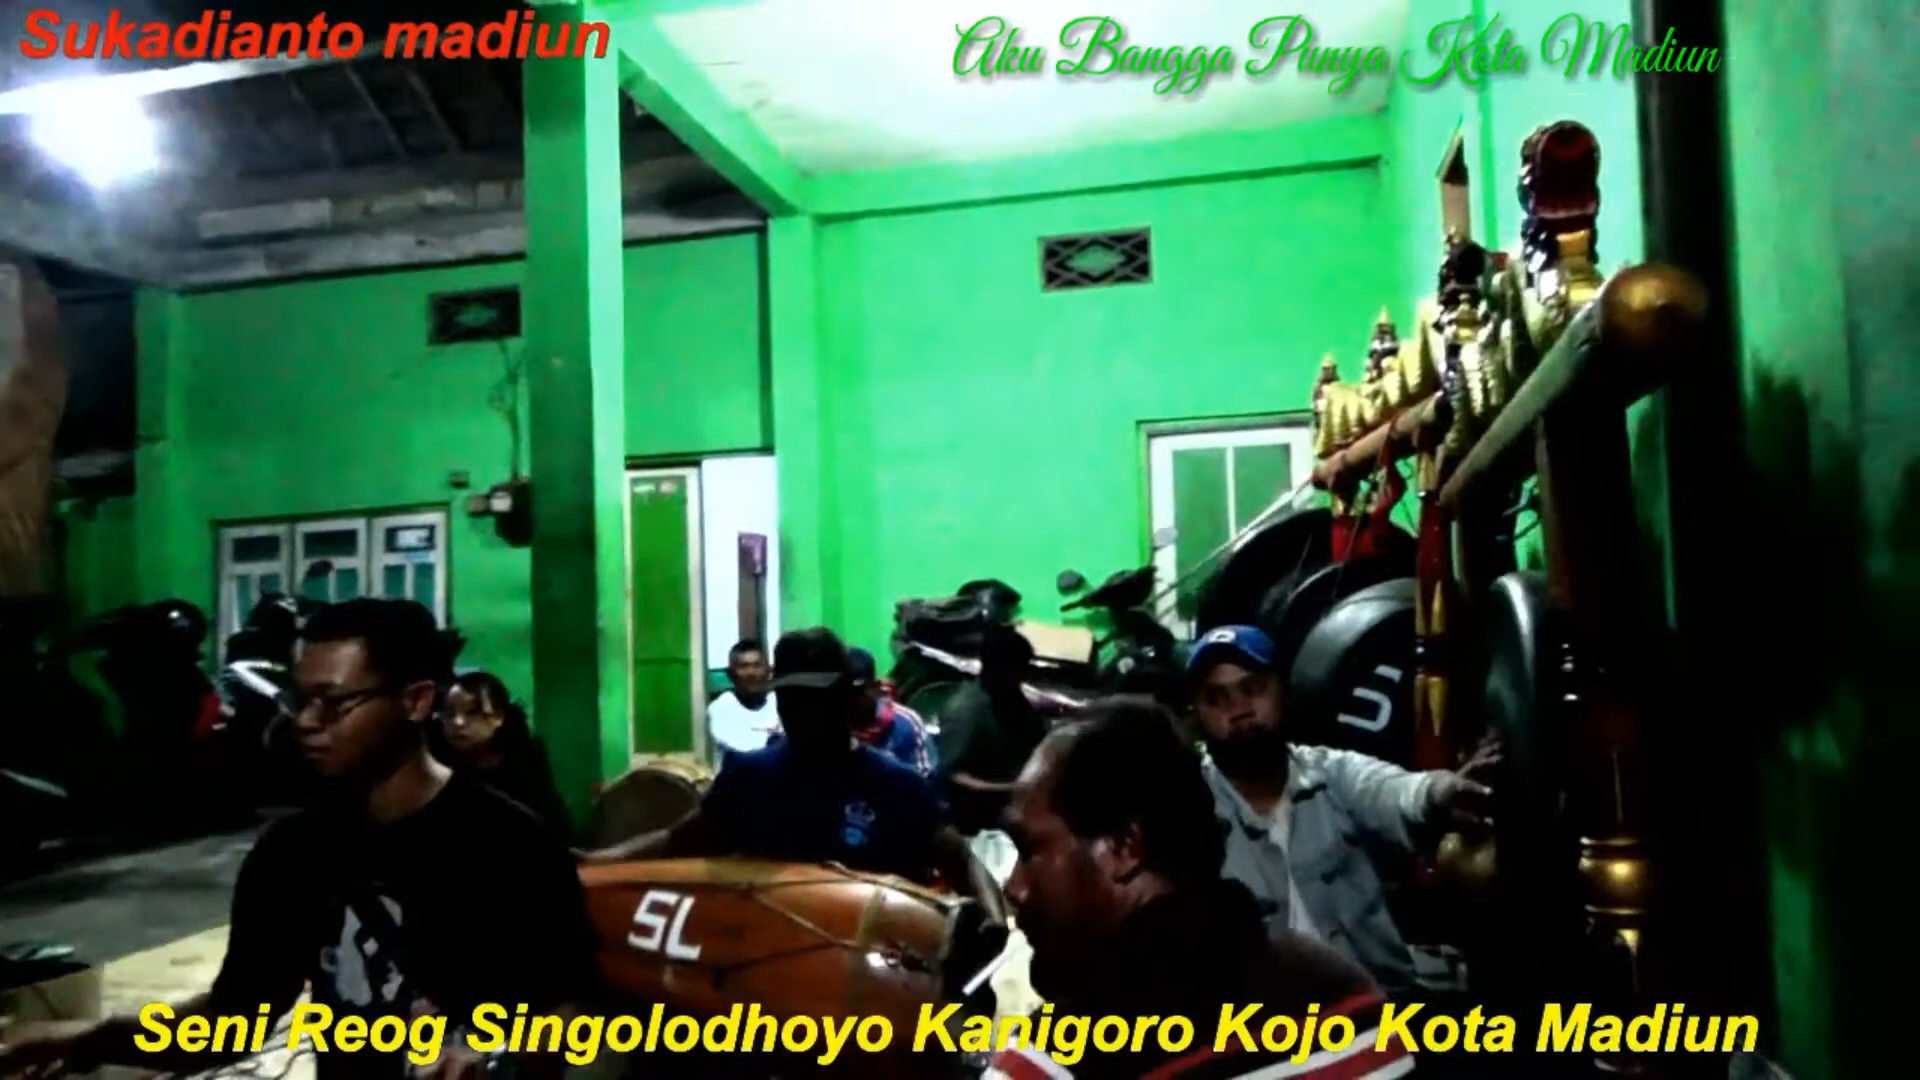 Sukadianto madiun
Aku Bangga Punya Kota Madiun
SL
Seni Reog Singolodhoyo Kanigoro Kojo Kota Madiun